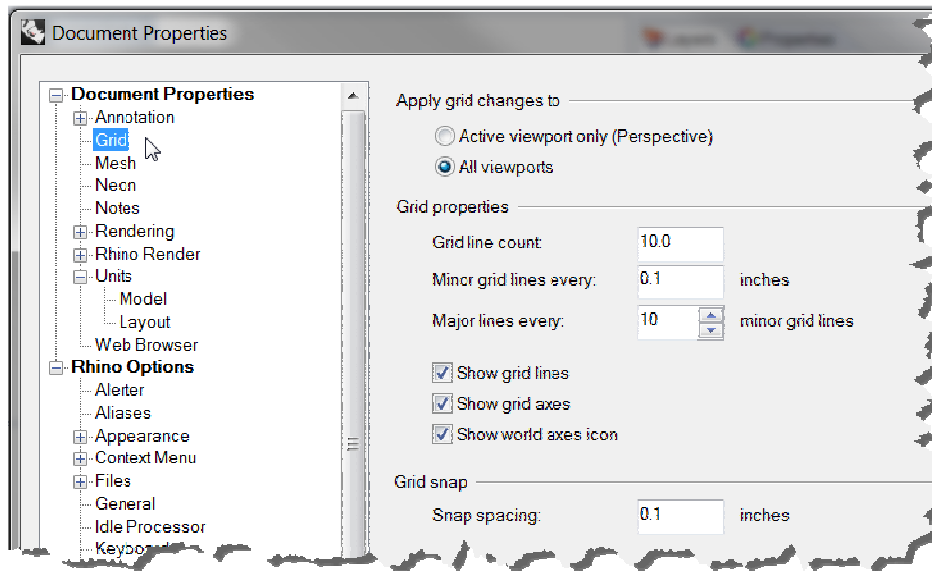 Document Properties
Layers Properties
Document Properties
Annotation
Grid
Mesh
Neon
Notes
Rendering
Rhino Render
Units
Model
Layout
Web Browser
Rhino Options
Alerter
Aliases
Appearance
Context Menu
Files
General
Idle Processor
Apply grid changes to
Active viewport only (Perspective)
All viewports
Grid properties
Grid line count: 10.0
Minor grid lines every: 0.1 inches
Major lines every: 10 minor grid lines
Show grid lines
Show grid axes
Show world axes icon
Grid snap
Snap spacing: 0.1 inches